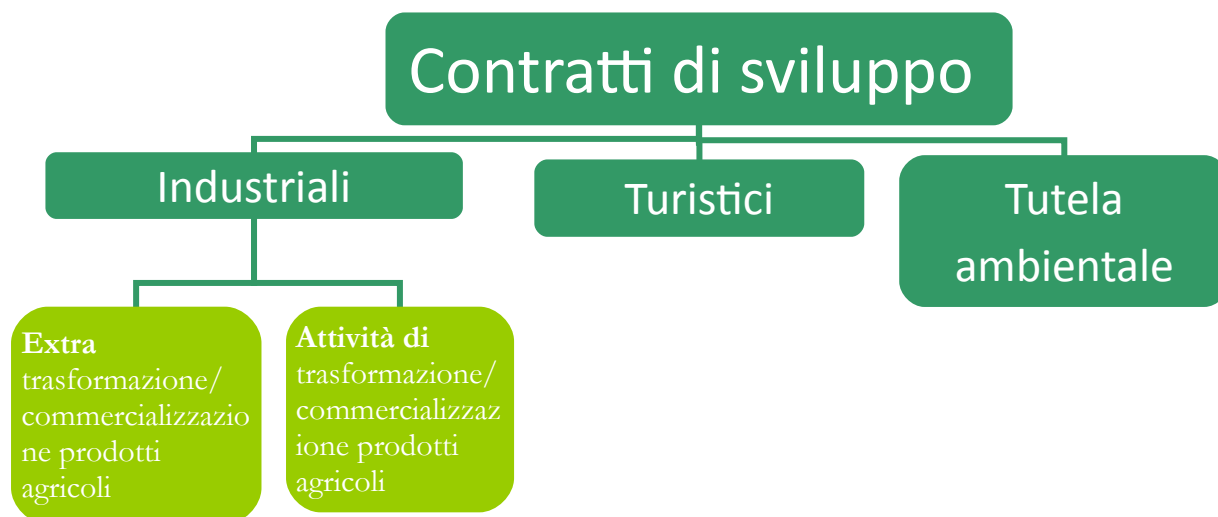 Contratti di sviluppo
Industriali
Turistici
Tutela
ambientale
Extra
trasformazione/
commercializzazio
ne prodotti
agricoli
Attività di
trasformazione/
commercializzaz
ione prodotti
agricoli